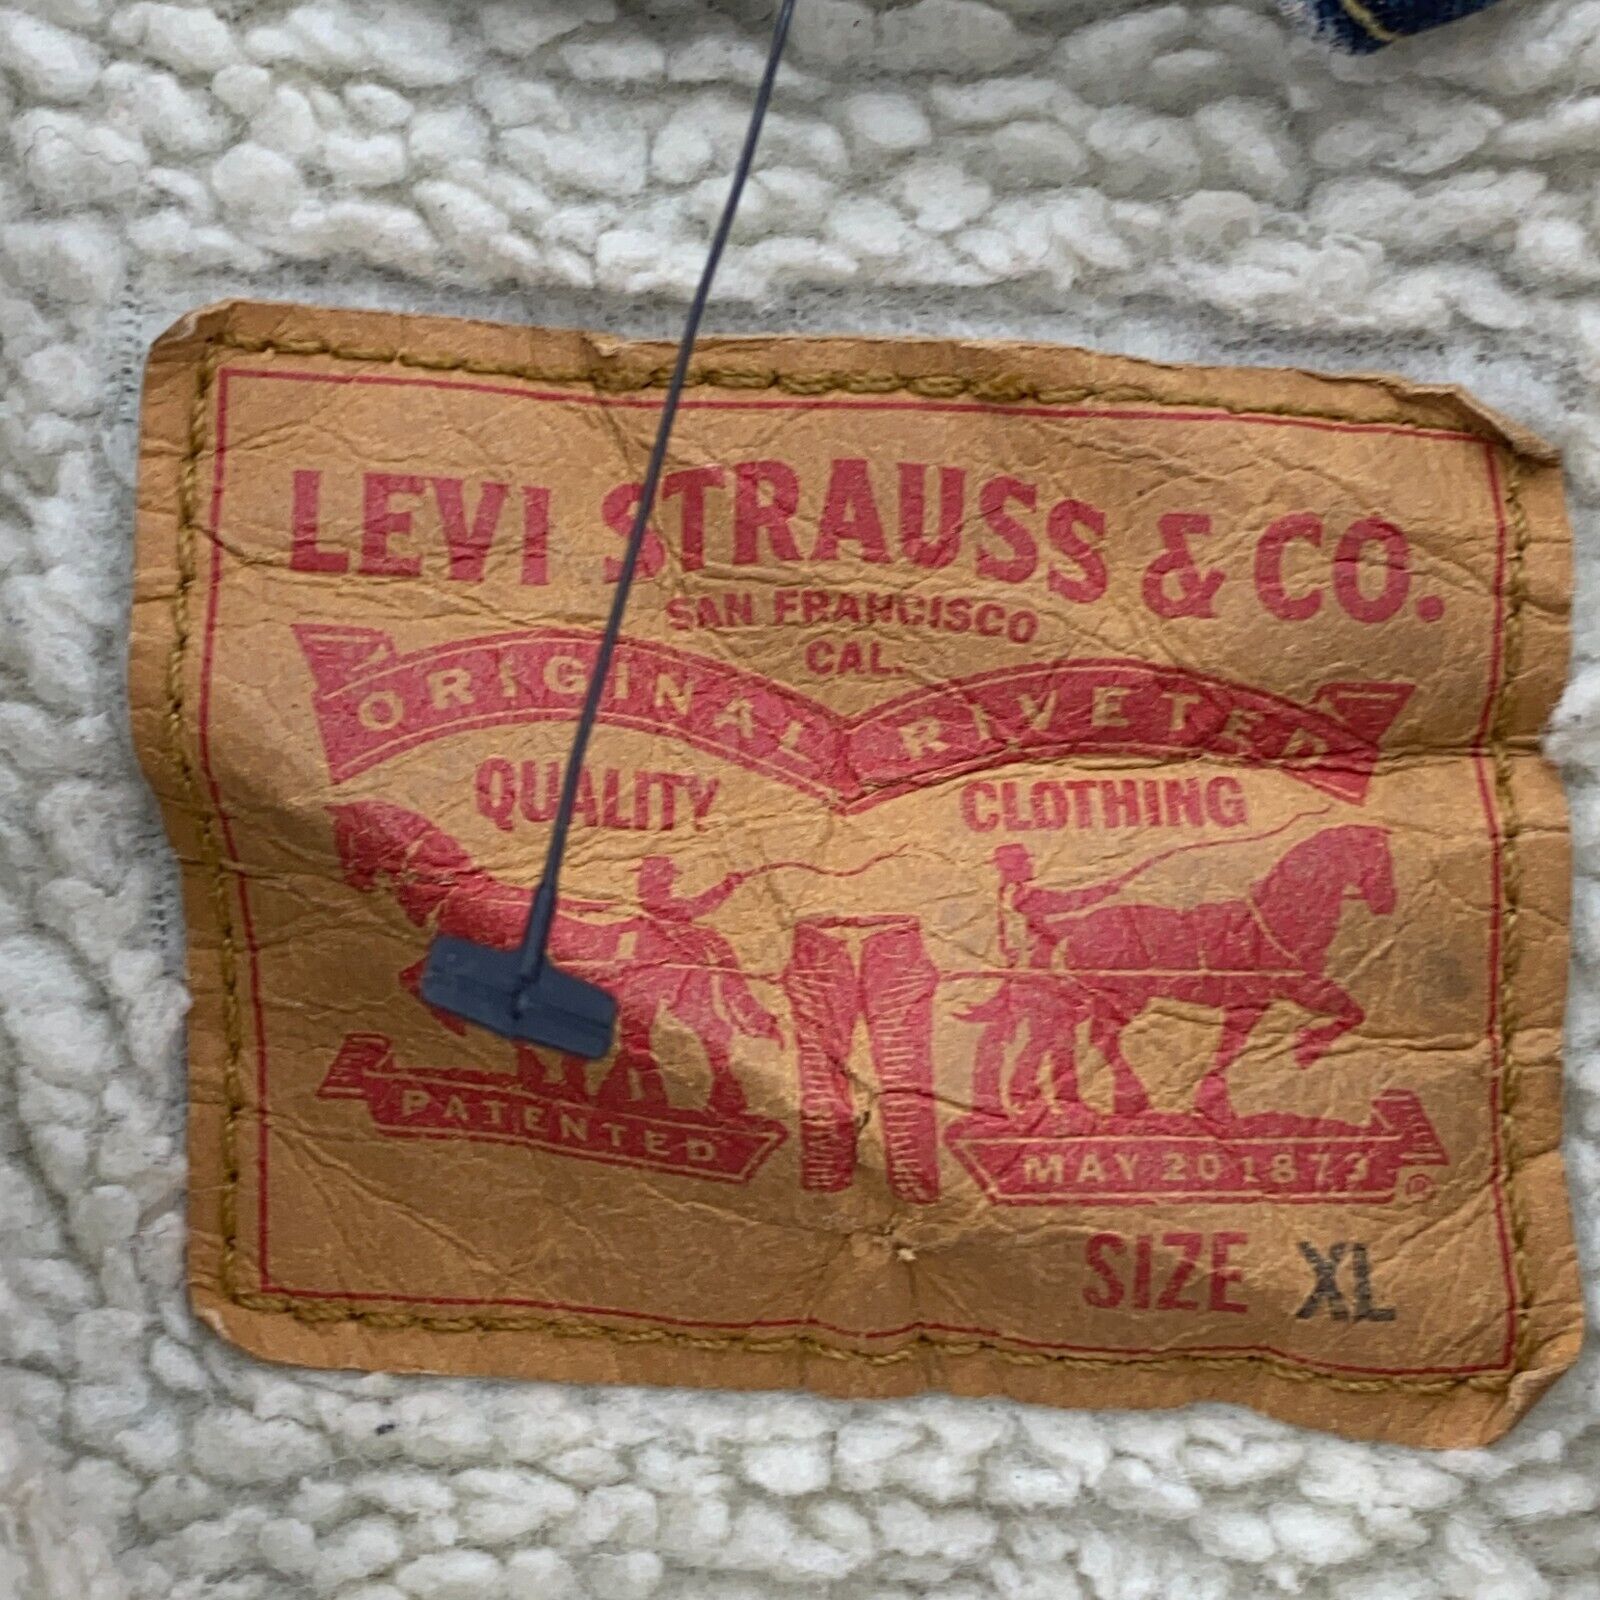 LEVI STRAUSS & CO.
SAN FRANCISCO
CAL.
ORIGINAL RIVETED
QUALITY CLOTHING
PATENTED MAY 20 1873
®
SIZE XL